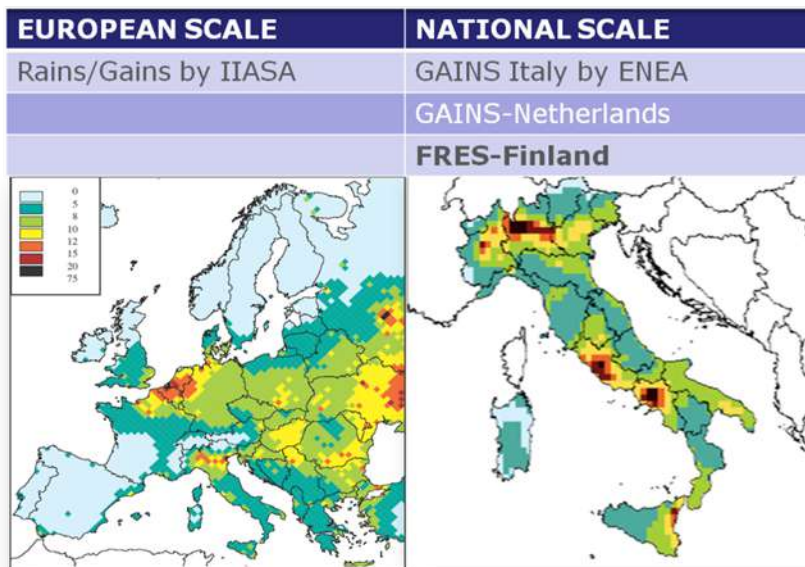 EUROPEAN SCALE
NATIONAL SCALE
Rains/Gains by IIASA
GAINS Italy by ENEA
GAINS-Netherlands
FRES-Finland
0
5
8
10
12
15
20
75